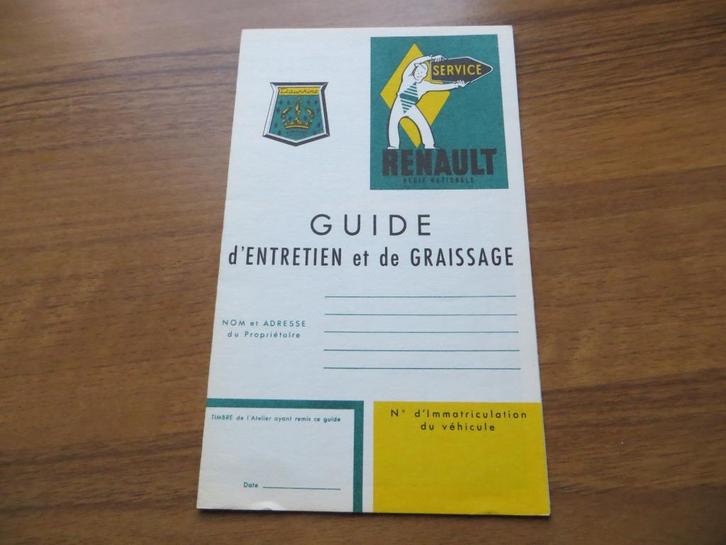 Dauphine
SERVICE
RENAULT
RÉGIE NATIONALE
GUIDE
d'ENTRETIEN et de GRAISSAGE
NOM et ADRESSE
du Propriétaire
TIMBRE de l'Atelier ayant remis ce guide
Date
N° d'Immatriculation
du véhicule